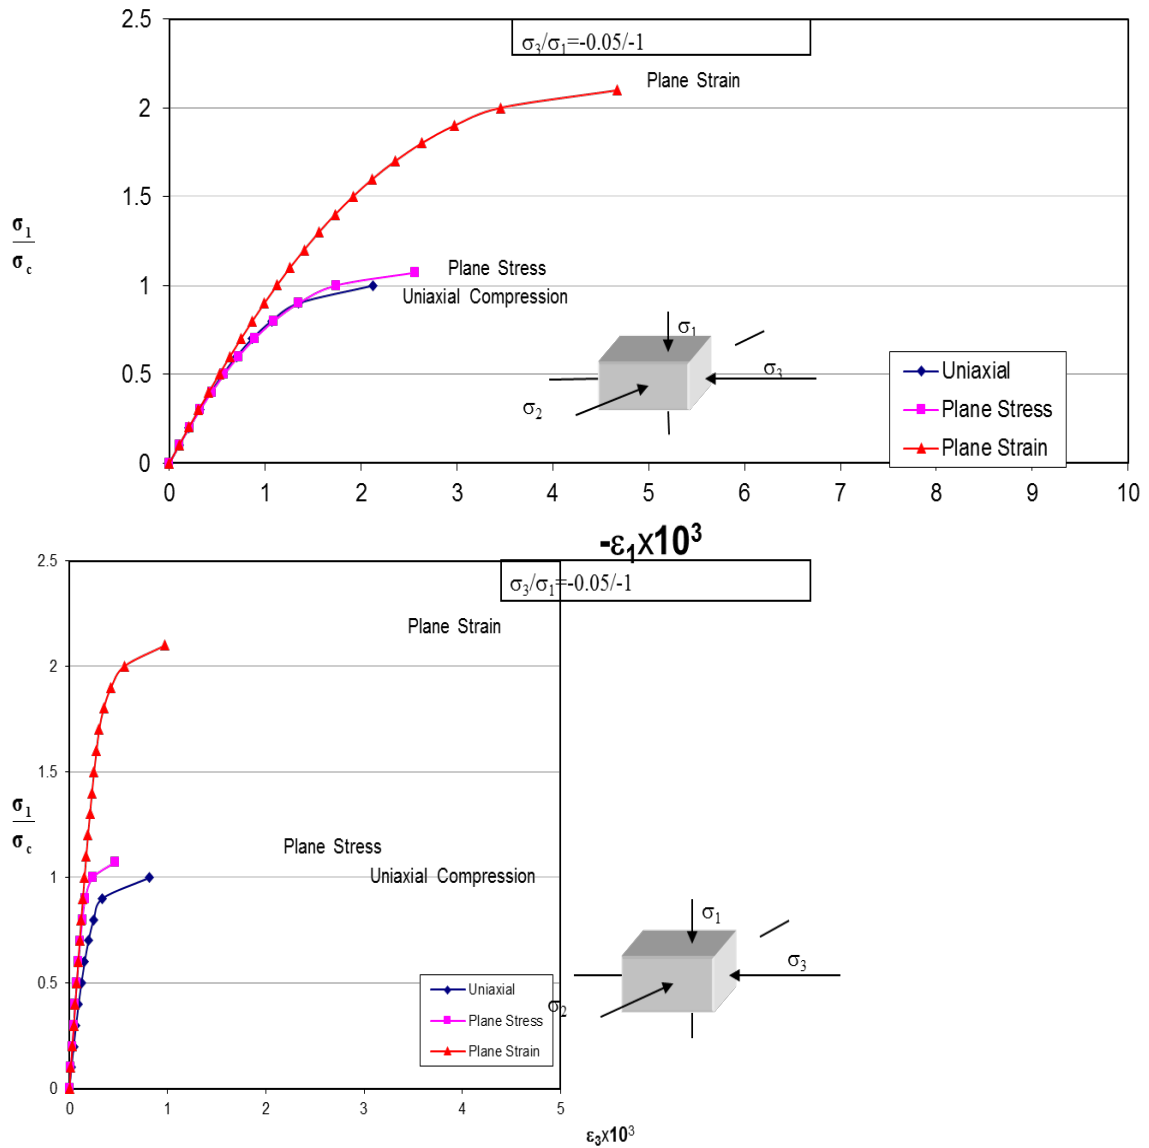 2.5
σ3/σ1=-0.05/-1
Plane Strain
2
1.5
σ1
σc
Plane Stress
1
Uniaxial Compression
σ1
0.5
σ3
σ2
Uniaxial
Plane Stress
Plane Strain
0
0 1 2 3 4 5 6 7 8 9 10
-ε1x10³
2.5
σ3/σ1=-0.05/-1
Plane Strain
2
1.5
σ1
σc
Plane Stress
1
Uniaxial Compression
σ1
σ3
0.5
σ2
Uniaxial
Plane Stress
Plane Strain
0
0 1 2 3 4 5
ε3x10³